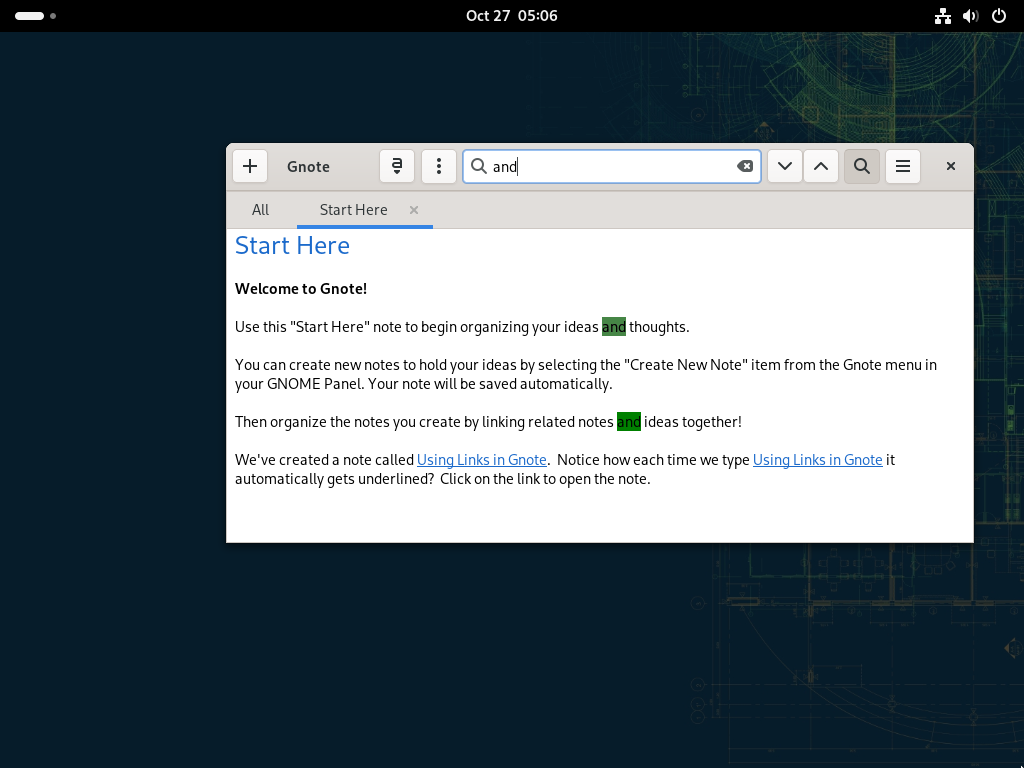 Oct 27 05:06
Gnote
and
All
Start Here
Start Here
Welcome to Gnote!
Use this "Start Here" note to begin organizing your ideas and thoughts.
You can create new notes to hold your ideas by selecting the "Create New Note" item from the Gnote menu in
your GNOME Panel. Your note will be saved automatically.
Then organize the notes you create by linking related notes and ideas together!
We've created a note called Using Links in Gnote.  Notice how each time we type Using Links in Gnote it
automatically gets underlined?  Click on the link to open the note.